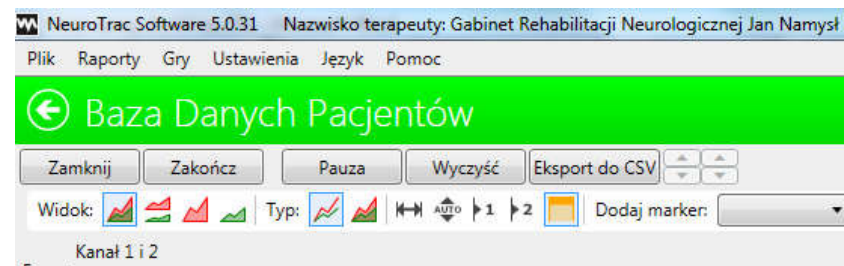 NeuroTrac Software 5.0.31 Nazwisko terapeuty: Gabinet Rehabilitacji Neurologicznej Jan Namysł
Plik Raporty Gry Ustawienia Język Pomoc
Baza Danych Pacjentów
Zamknij Zakończ Pauza Wyczyść Eksport do CSV
Widok: Typ: AUTO 1 2 Dodaj marker:
Kanał 1 i 2